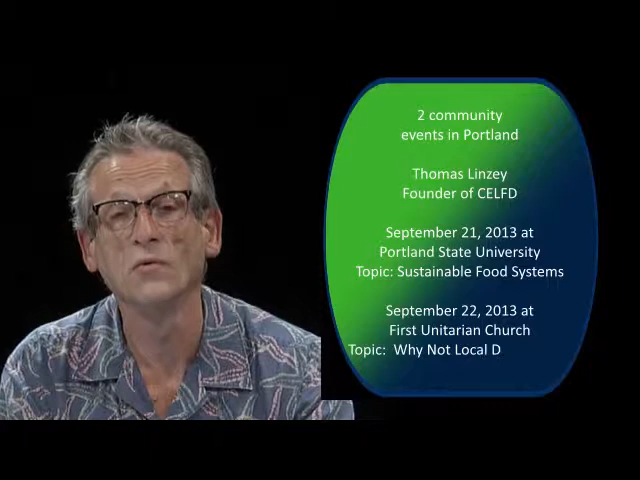 2 community
events in Portland
Thomas Linzey
Founder of CELFD
September 21, 2013 at
Portland State University
Topic: Sustainable Food Systems
September 22, 2013 at
First Unitarian Church
Topic: Why Not Local D